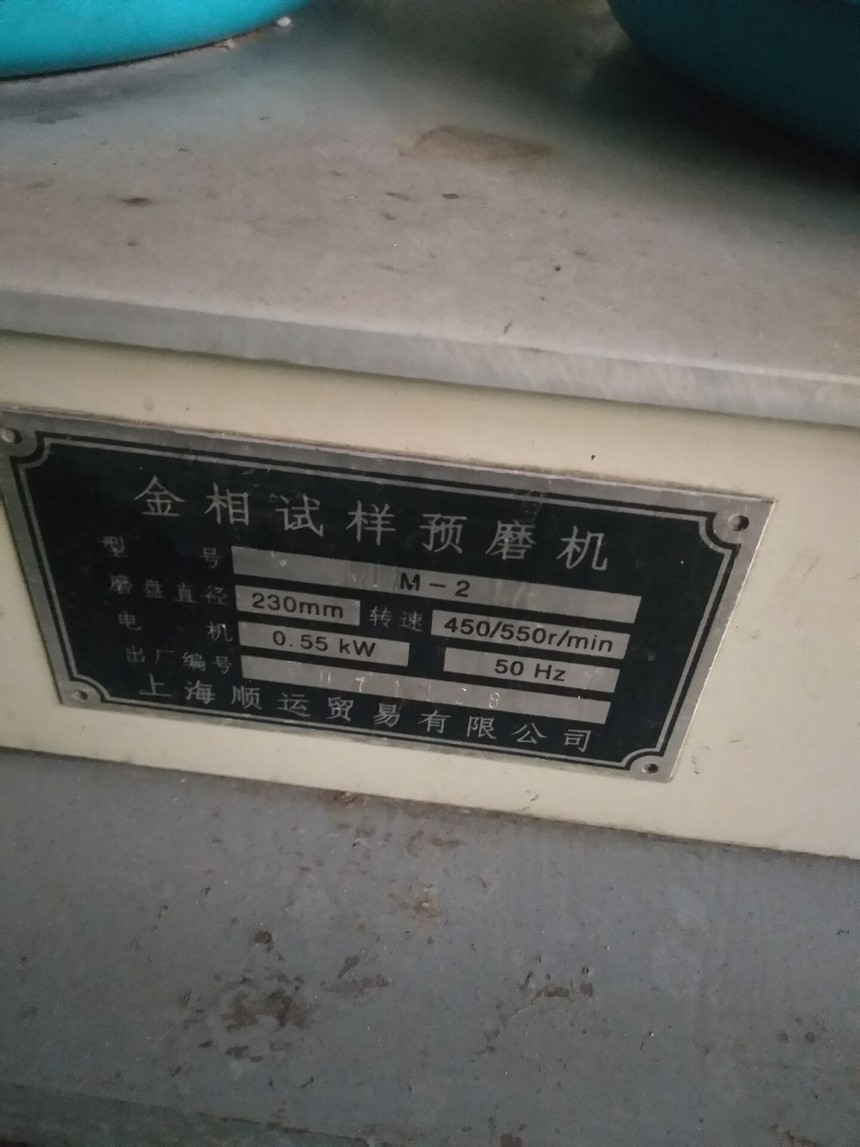 金相试样预磨机
型号 M-2
磨盘直径 230mm 转速 450/550r/min
电机 0.55 kW 50 Hz
出厂编号
上海顺运贸易有限公司